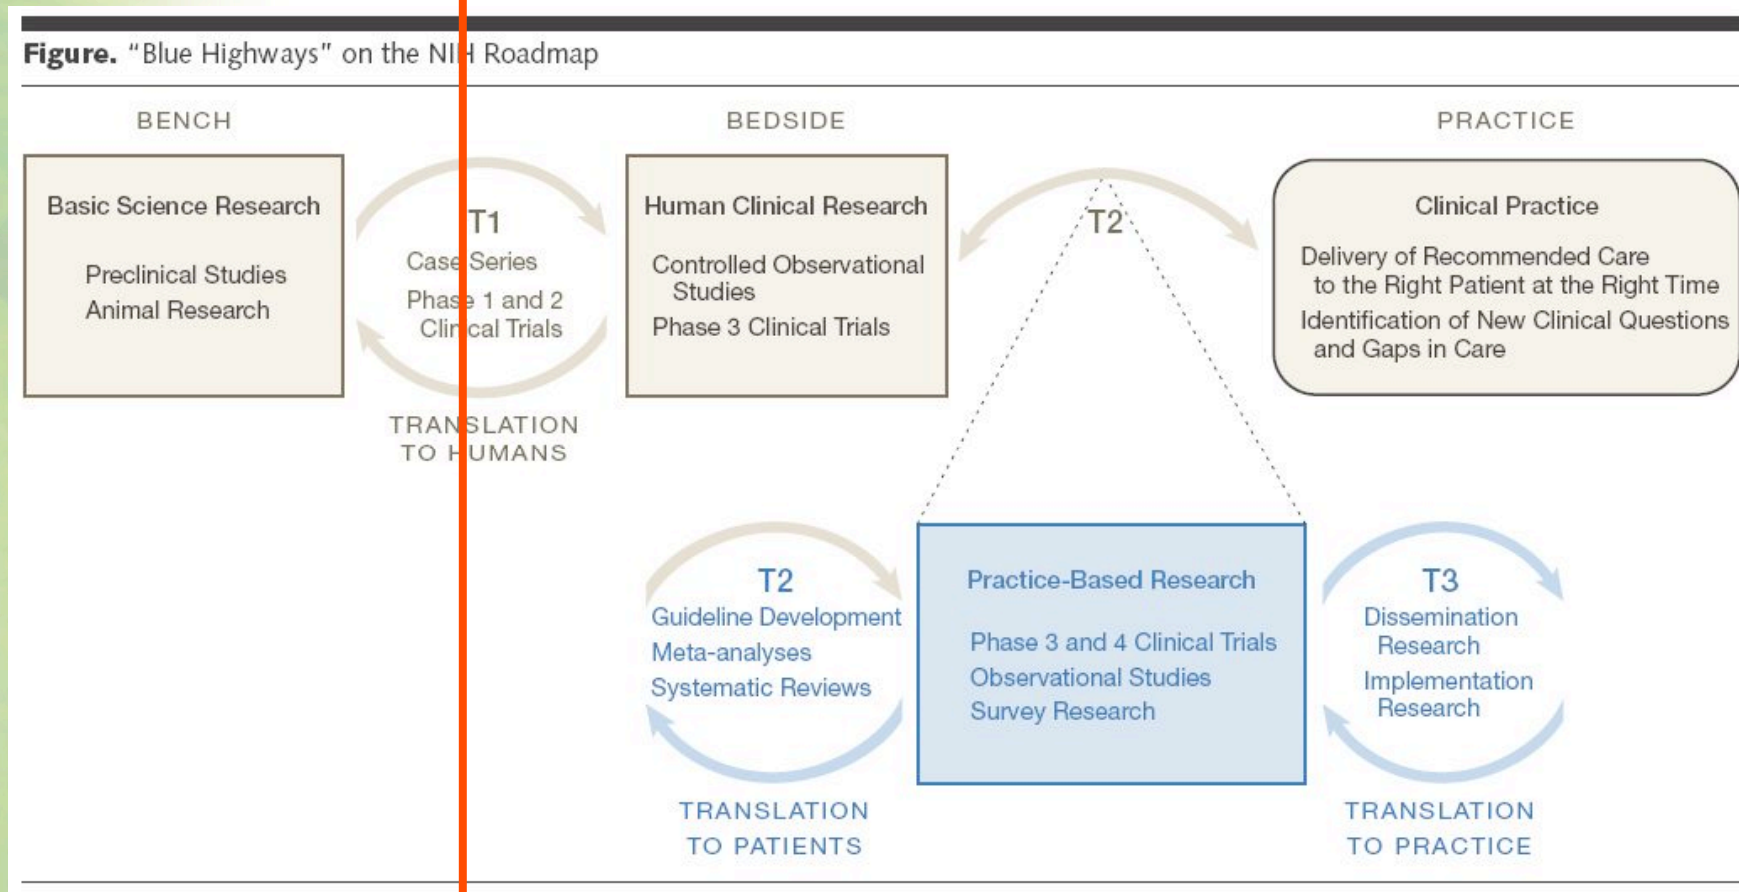 Figure. “Blue Highways” on the NIH Roadmap
BENCH
BEDSIDE
PRACTICE
Basic Science Research
Preclinical Studies
Animal Research
T1
Case Series
Phase 1 and 2
Clinical Trials
TRANSLATION
TO HUMANS
Human Clinical Research
Controlled Observational
Studies
Phase 3 Clinical Trials
T2
Clinical Practice
Delivery of Recommended Care
to the Right Patient at the Right Time
Identification of New Clinical Questions
and Gaps in Care
T2
Guideline Development
Meta-analyses
Systematic Reviews
TRANSLATION
TO PATIENTS
Practice-Based Research
Phase 3 and 4 Clinical Trials
Observational Studies
Survey Research
T3
Dissemination
Research
Implementation
Research
TRANSLATION
TO PRACTICE